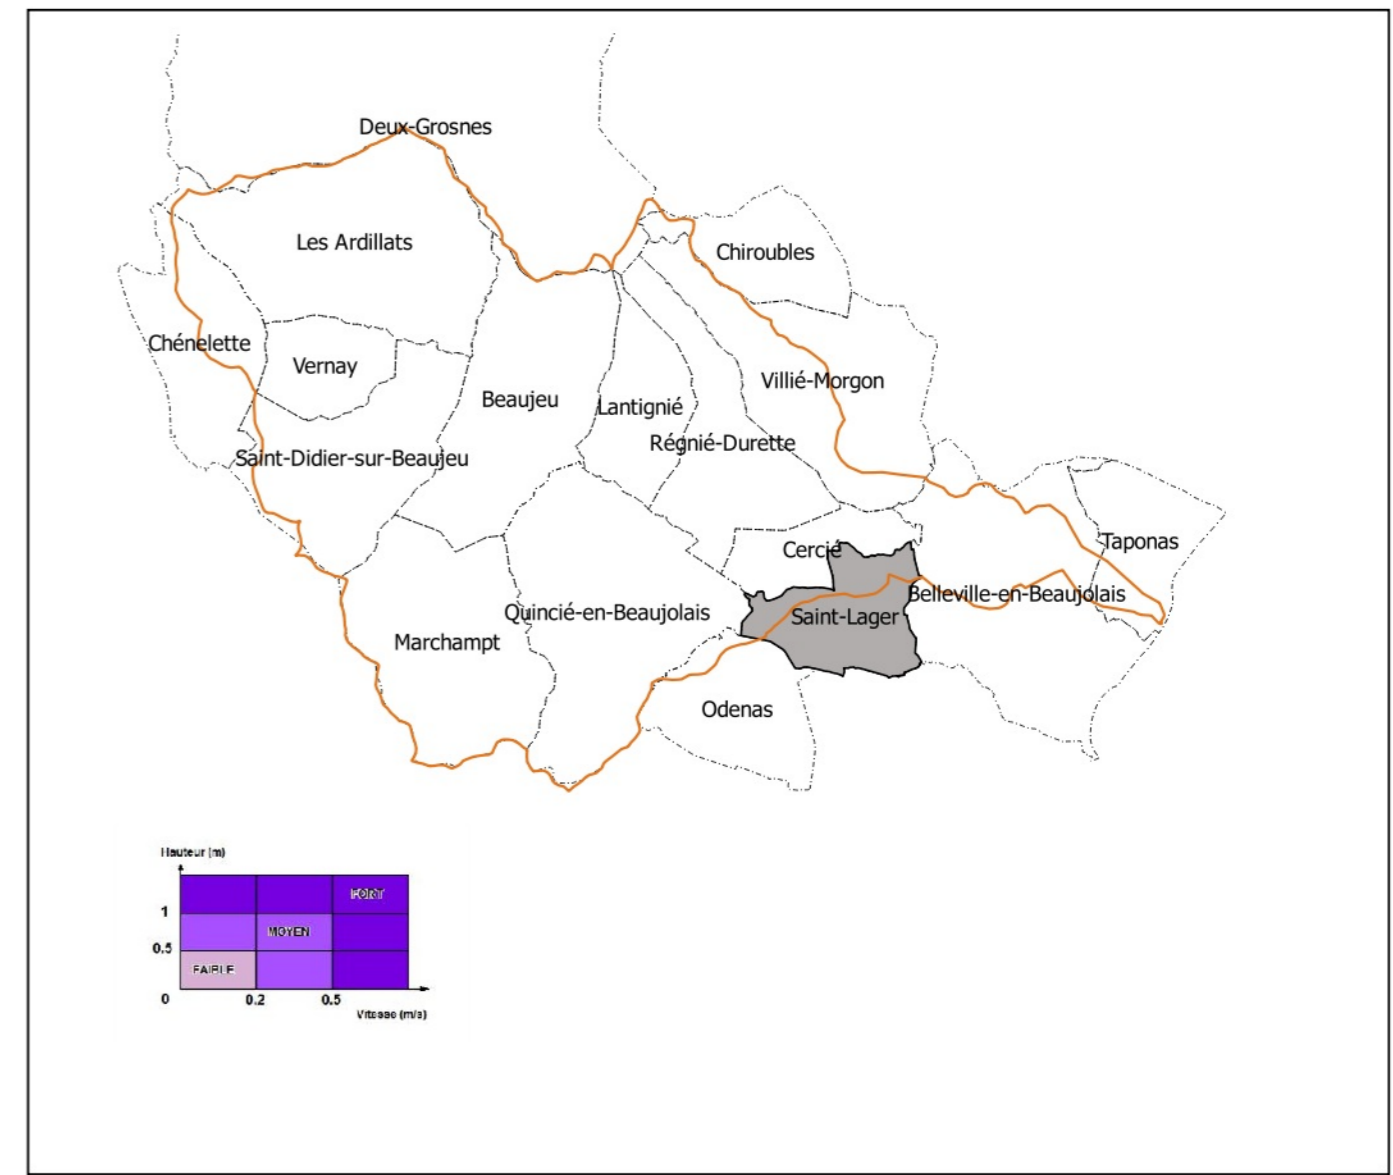 Deux-Grosnes
Les Ardillats
Chiroubles
Chénelette
Vernay
Villié-Morgon
Beaujeu
Lantignié
Régnié-Durette
Saint-Didier-sur-Beaujeu
Taponas
Cercié
Belleville-en-Beaujolais
Quincié-en-Beaujolais
Saint-Lager
Marchampt
Odenas
Hauteur (m)
FORT
1
MOYEN
0.5
FAIBLE
0
0.2
0.5
Vitesse (m/s)